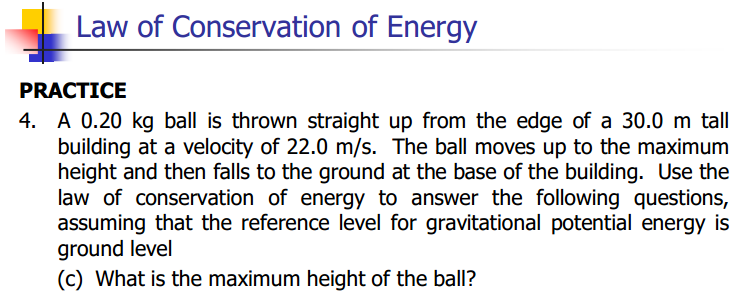 Law of Conservation of Energy
PRACTICE
4. A 0.20 kg ball is thrown straight up from the edge of a 30.0 m tall
building at a velocity of 22.0 m/s. The ball moves up to the maximum
height and then falls to the ground at the base of the building. Use the
law of conservation of energy to answer the following questions,
assuming that the reference level for gravitational potential energy is
ground level
(c) What is the maximum height of the ball?